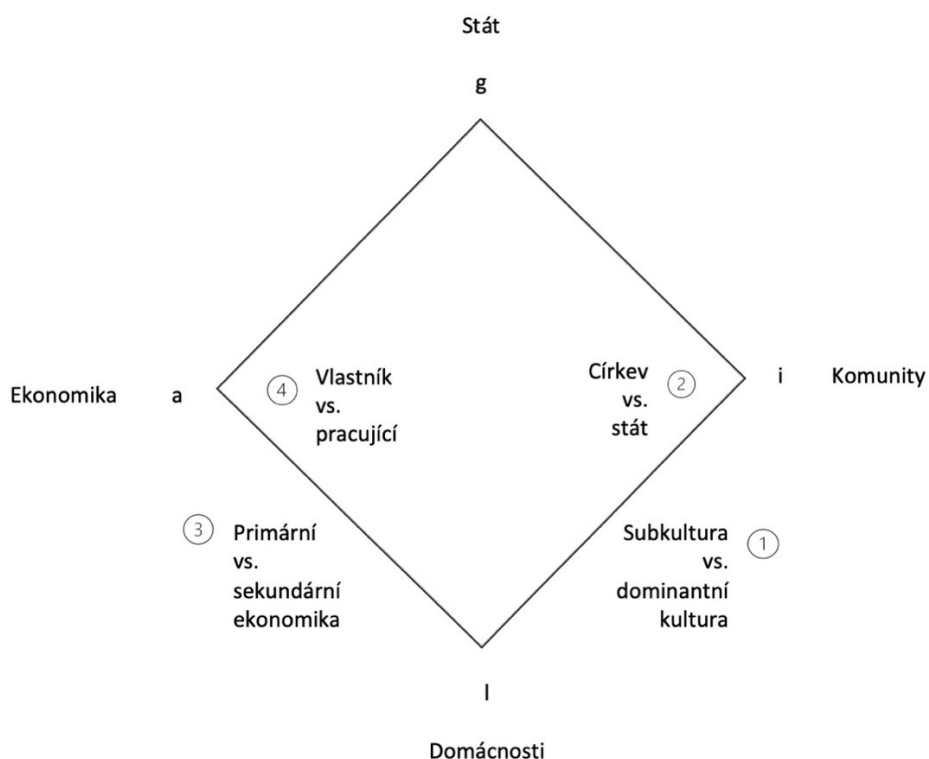 Stát
g
④ Vlastník
vs.
pracující
Církev ②
vs.
stát
Ekonomika a
i Komunity
③ Primární
vs.
sekundární
ekonomika
Subkultura ①
vs.
dominantní
kultura
l
Domácnosti